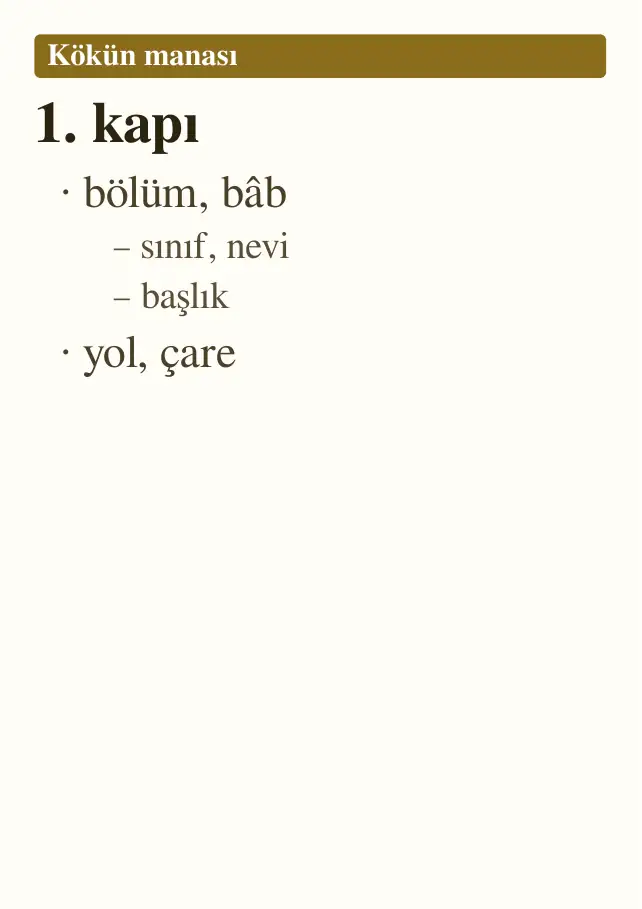 Kökün manası
1. kapı
· bölüm, bâb
– sınıf, nevi
– başlık
· yol, çare